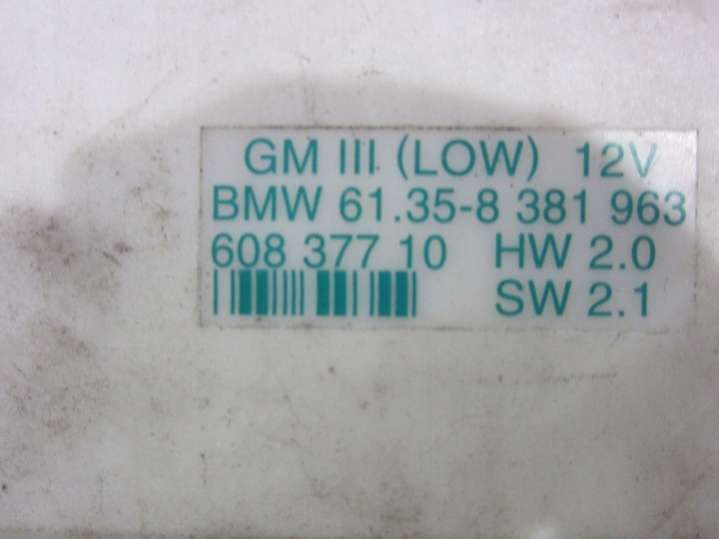 GM III (LOW) 12V
BMW 61.35-8 381 963
608 377 10 HW 2.0
SW 2.1